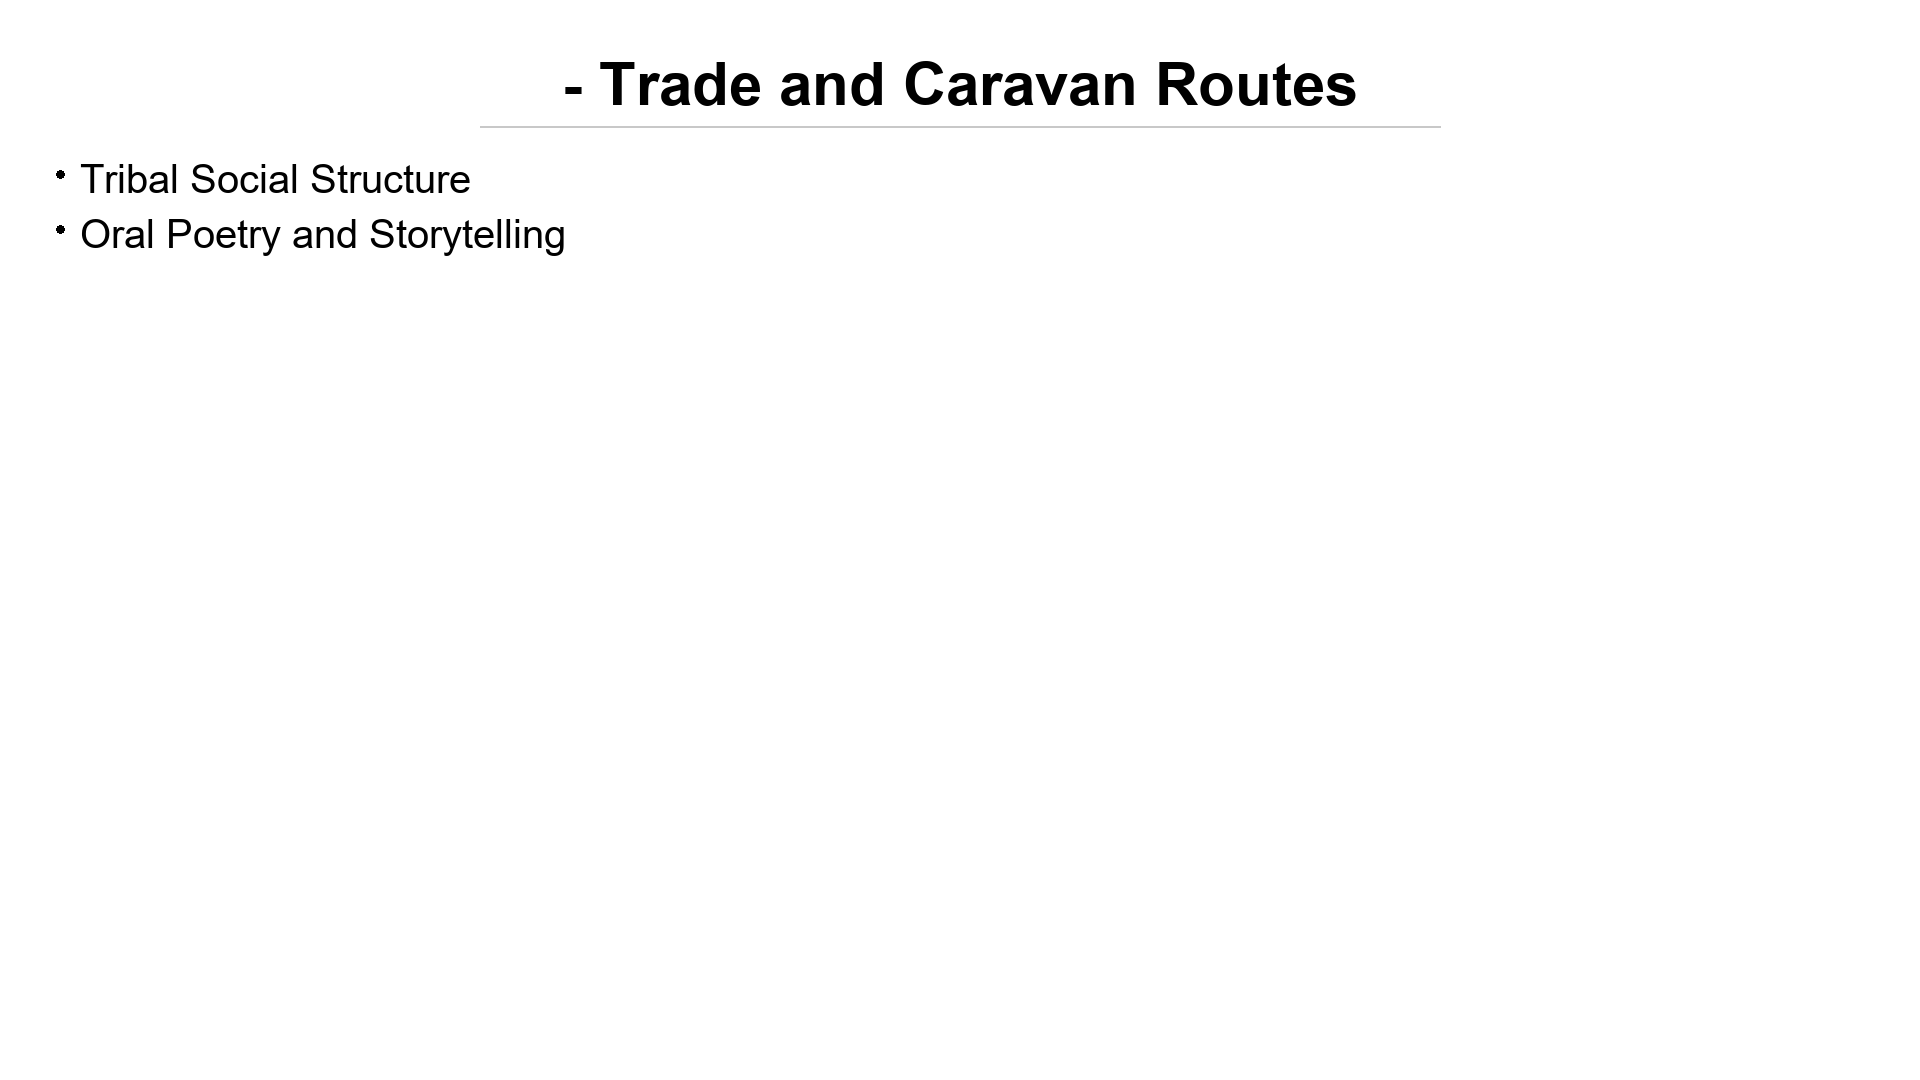 - Trade and Caravan Routes
• Tribal Social Structure
• Oral Poetry and Storytelling